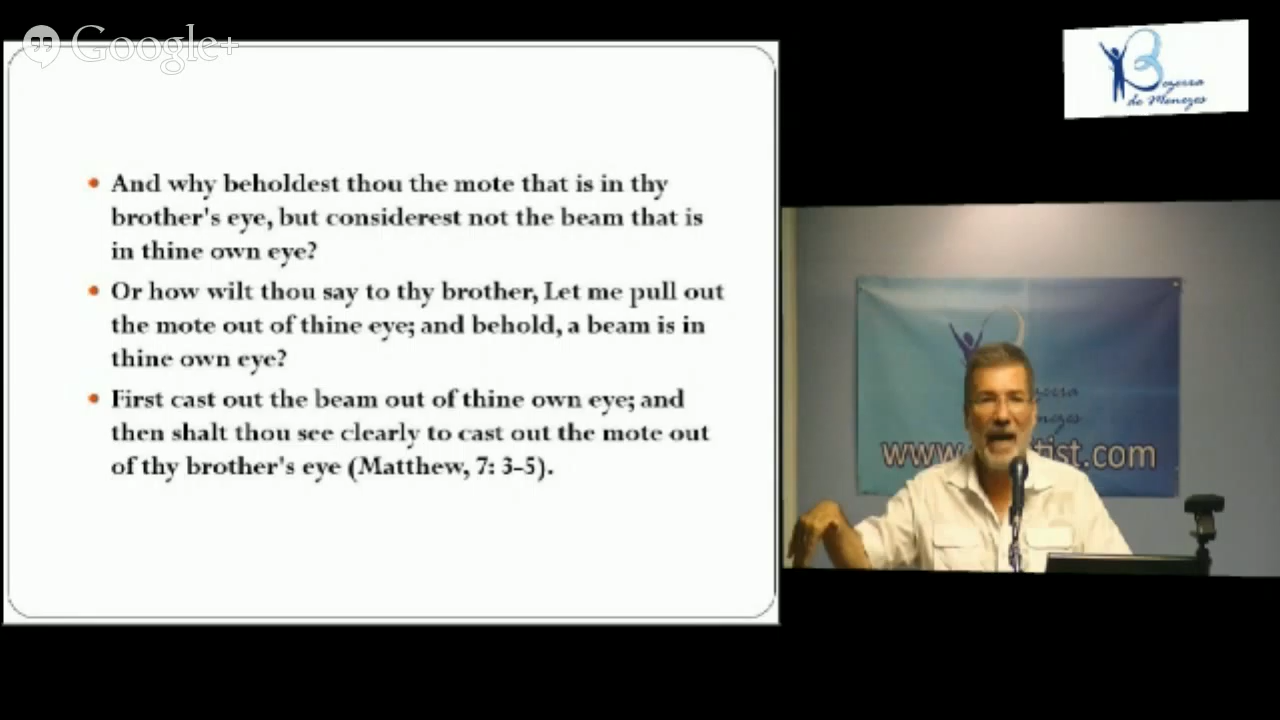 Google+
Bezerra
de Menezes
And why beholdest thou the mote that is in thy
brother's eye, but considerest not the beam that is
in thine own eye?
Or how wilt thou say to thy brother, Let me pull out
the mote out of thine eye; and behold, a beam is in
thine own eye?
First cast out the beam out of thine own eye; and
then shalt thou see clearly to cast out the mote out
of thy brother's eye (Matthew, 7: 3-5).